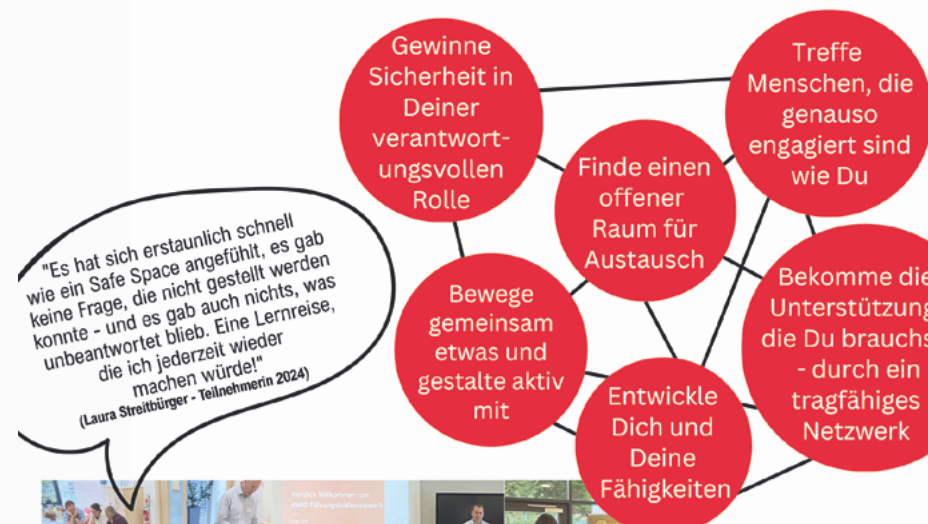 Gewinne
Sicherheit in
Deiner
verantwort-
ungsvollen
Rolle
Treffe
Menschen, die
genauso
engagiert sind
wie Du
Finde einen
offener
Raum für
Austausch
"Es hat sich erstaunlich schnell
wie ein Safe Space angefühlt, es gab
keine Frage, die nicht gestellt werden
konnte - und es gab auch nichts, was
unbeantwortet blieb. Eine Lernreise,
die ich jederzeit wieder
machen würde!"
(Laura Streitbürger - Teilnehmerin 2024)
Bewege
gemeinsam
etwas und
gestalte aktiv
mit
Bekomme die
Unterstützung
die Du brauchs
- durch ein
tragfähiges
Netzwerk
Entwickle
Dich und
Deine
Fähigkeiten
Herzlich Willkommen zum